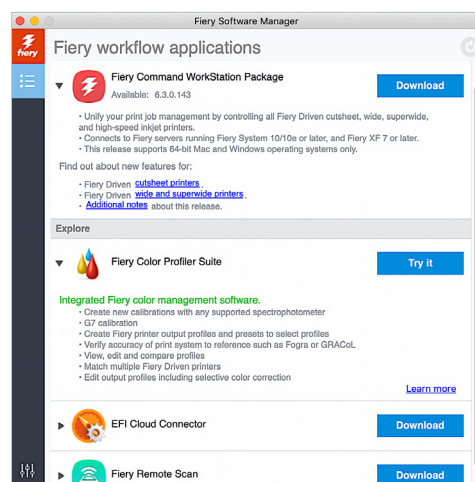 Fiery Software Manager
fiery
Fiery workflow applications
Fiery Command WorkStation Package
Download
Available: 6.3.0.143
• Unify your print job management by controlling all Fiery Driven cutsheet, wide, superwide,
and high-speed inkjet printers.
• Connects to Fiery servers running Fiery System 10/10e or later, and Fiery XF 7 or later.
• This release supports 64-bit Mac and Windows operating systems only.
Find out about new features for:
• Fiery Driven cutsheet printers.
• Fiery Driven wide and superwide printers.
• Additional notes about this release.
Explore
Fiery Color Profiler Suite
Try it
Integrated Fiery color management software.
• Create new calibrations with any supported spectrophotometer
• G7 calibration
• Create Fiery printer output profiles and presets to select profiles
• Verify accuracy of print system to reference such as Fogra or GRACoL
• View, edit and compare profiles
• Match multiple Fiery Driven printers
• Edit output profiles including selective color correction
Learn more
EFI Cloud Connector
Download
Fiery Remote Scan
Download